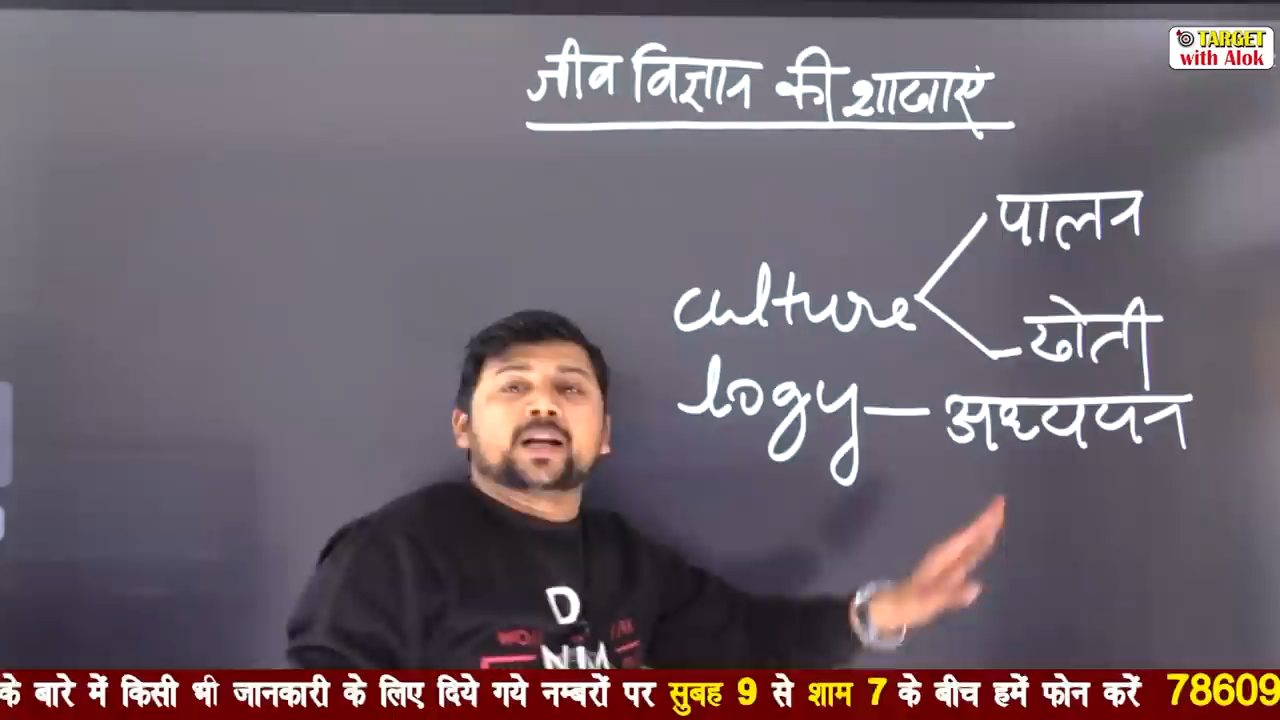 TARGET
with Alok
जीव विज्ञान की शाखाएं
culture
पालन
खेती
logy — अध्ययन
D
NM
के बारे में किसी भी जानकारी के लिए दिये गये नम्बरों पर सुबह 9 से शाम 7 के बीच हमें फोन करें 78609